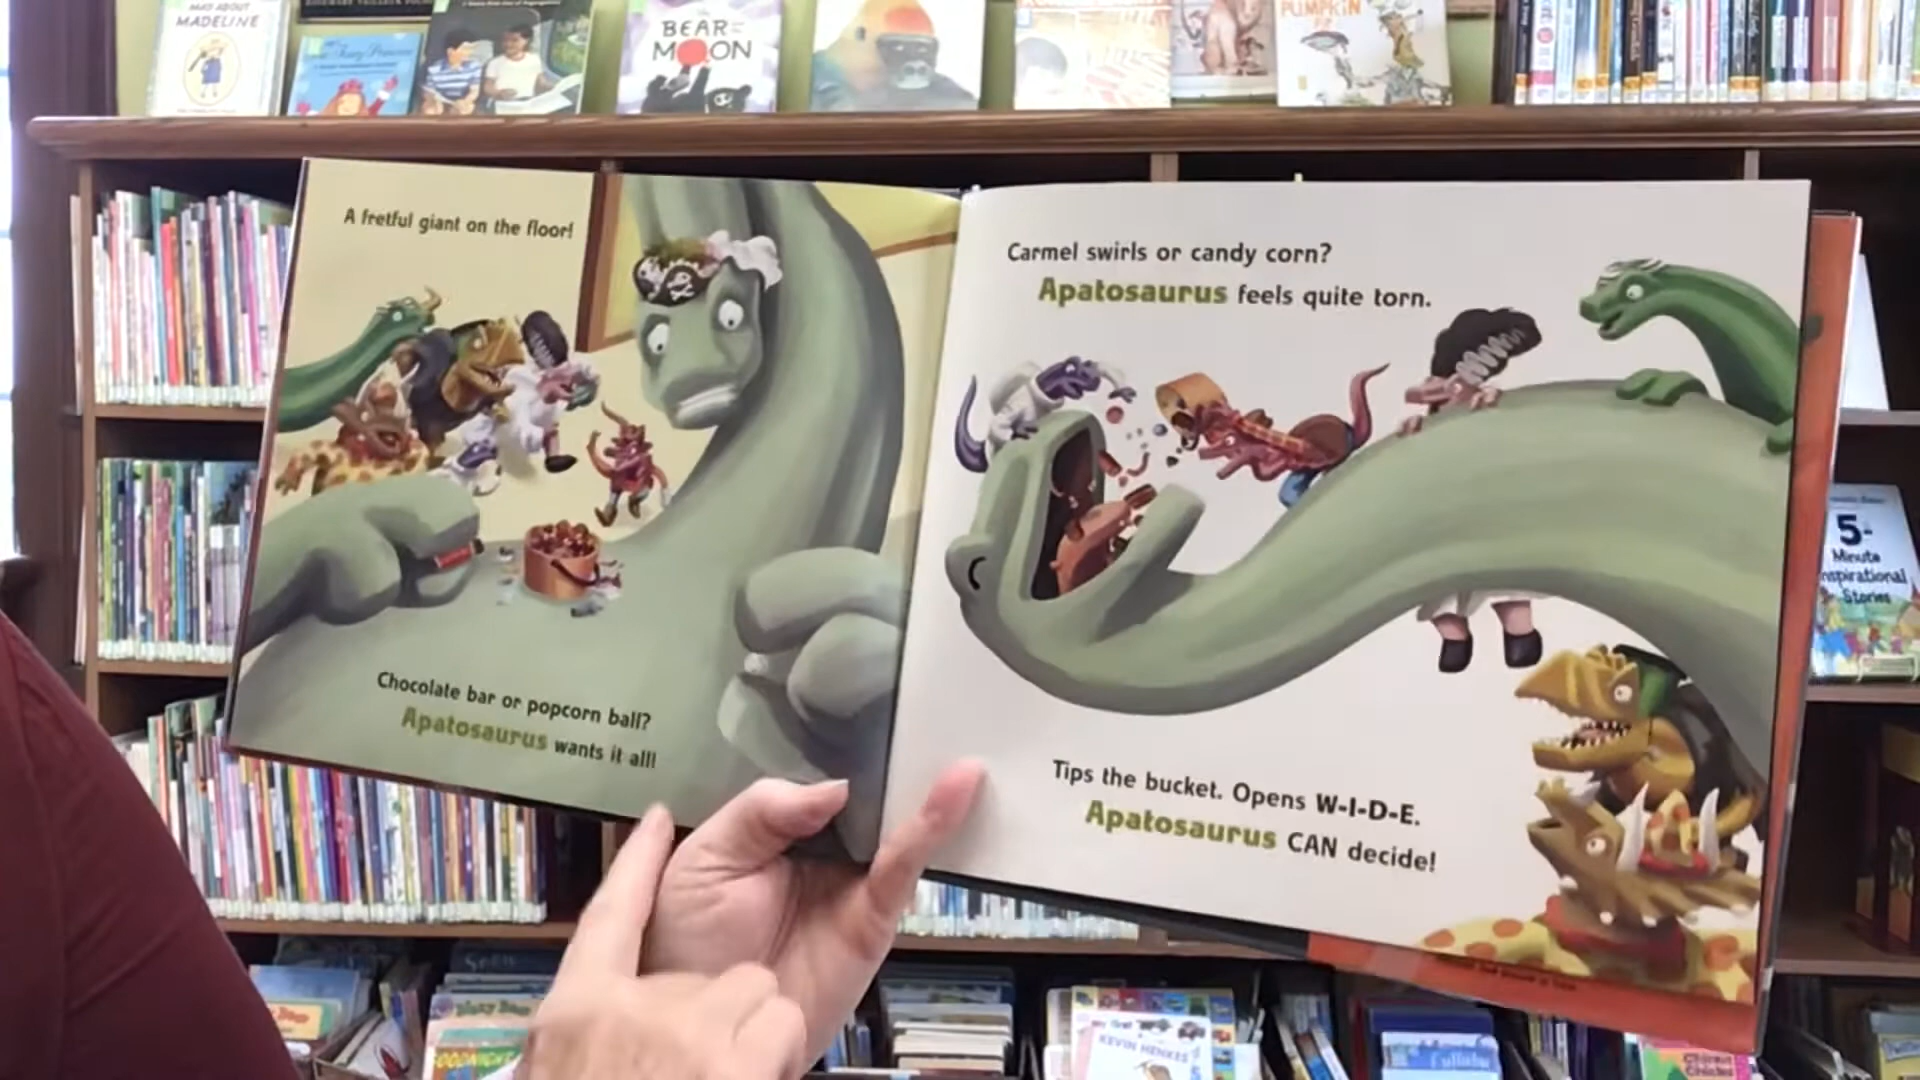 MAD ABOUT
MADELINE
BEAR
MOON
PUMPKIN
A fretful giant on the floor!
Chocolate bar or popcorn ball?
Apatosaurus wants it all!
Carmel swirls or candy corn?
Apatosaurus feels quite torn.
Tips the bucket. Opens W-I-D-E.
Apatosaurus CAN decide!
5-
Minute
Inspirational
Stories
KEVIN HENKES